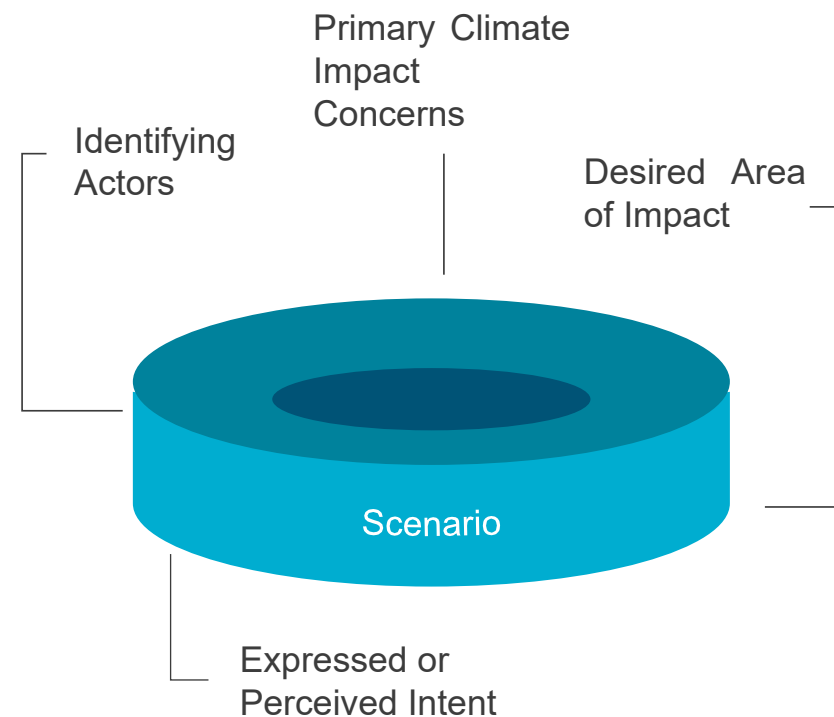 Primary Climate
Impact
Concerns
Identifying
Actors
Desired Area
of Impact
Scenario
Expressed or
Perceived Intent